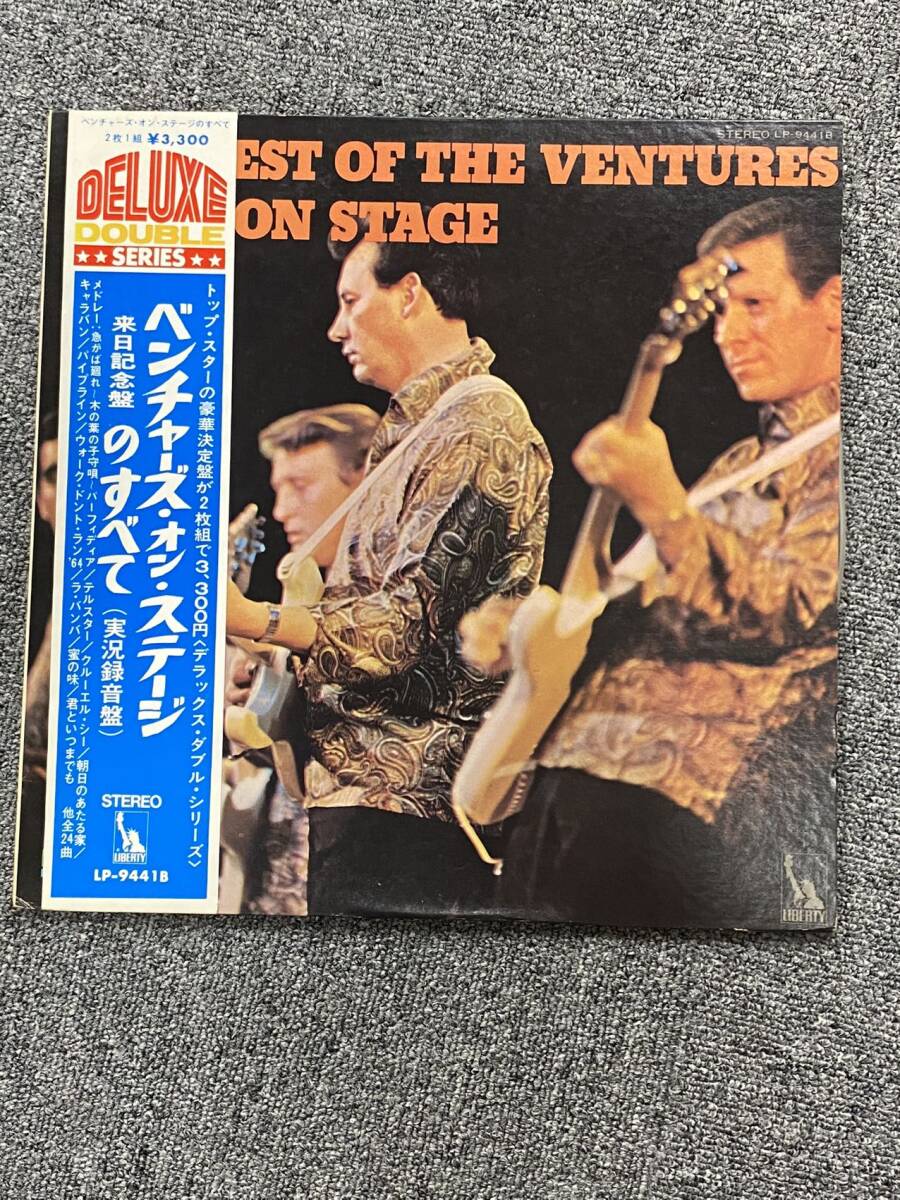 ベンチャーズ・オン・ステージのすべて
2枚1組 ¥3,300
DELUXE
DOUBLE
★★SERIES★★
トップ・スターの豪華決定盤が2枚組で3,300円〈デラックス・ダブル・シリーズ〉
ベンチャーズ・オン・ステージ
のすべて(実況録音盤)
来日記念盤
メドレー:急がば廻れ~木の葉の子守唄~パーフィディア/テルスター/クルーエル・シー/朝日のあたる家/
キャラバン/パイプライン/ウォーク・ドント・ラン'64/ラ・バンバ/蜜の味/君といつまでも 他全24曲
STEREO
LIBERTY
LP-9441B
STEREO LP-9441B
EST OF THE VENTURES
ON STAGE
LIBERTY